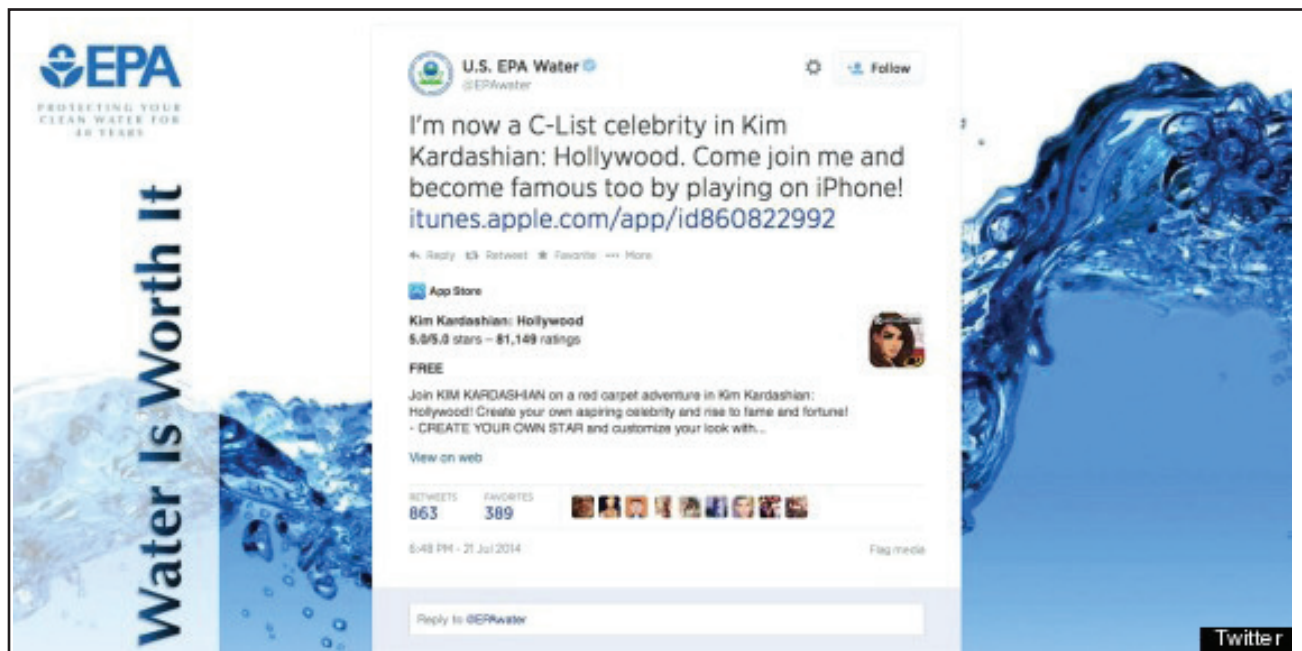 EPA
PROTECTING YOUR
CLEAN WATER FOR
40 YEARS
Water Is Worth It
U.S. EPA Water
@EPAwater
Follow
I'm now a C-List celebrity in Kim
Kardashian: Hollywood. Come join me and
become famous too by playing on iPhone!
itunes.apple.com/app/id860822992
Reply Retweet Favorite More
App Store
Kim Kardashian: Hollywood
5.0/5.0 stars – 81,149 ratings
FREE
Join KIM KARDASHIAN on a red carpet adventure in Kim Kardashian:
Hollywood! Create your own aspiring celebrity and rise to fame and fortune!
- CREATE YOUR OWN STAR and customize your look with...
View on web
RETWEETS FAVORITES
863 389
6:48 PM - 21 Jul 2014 Flag media
Reply to @EPAwater
Twitter